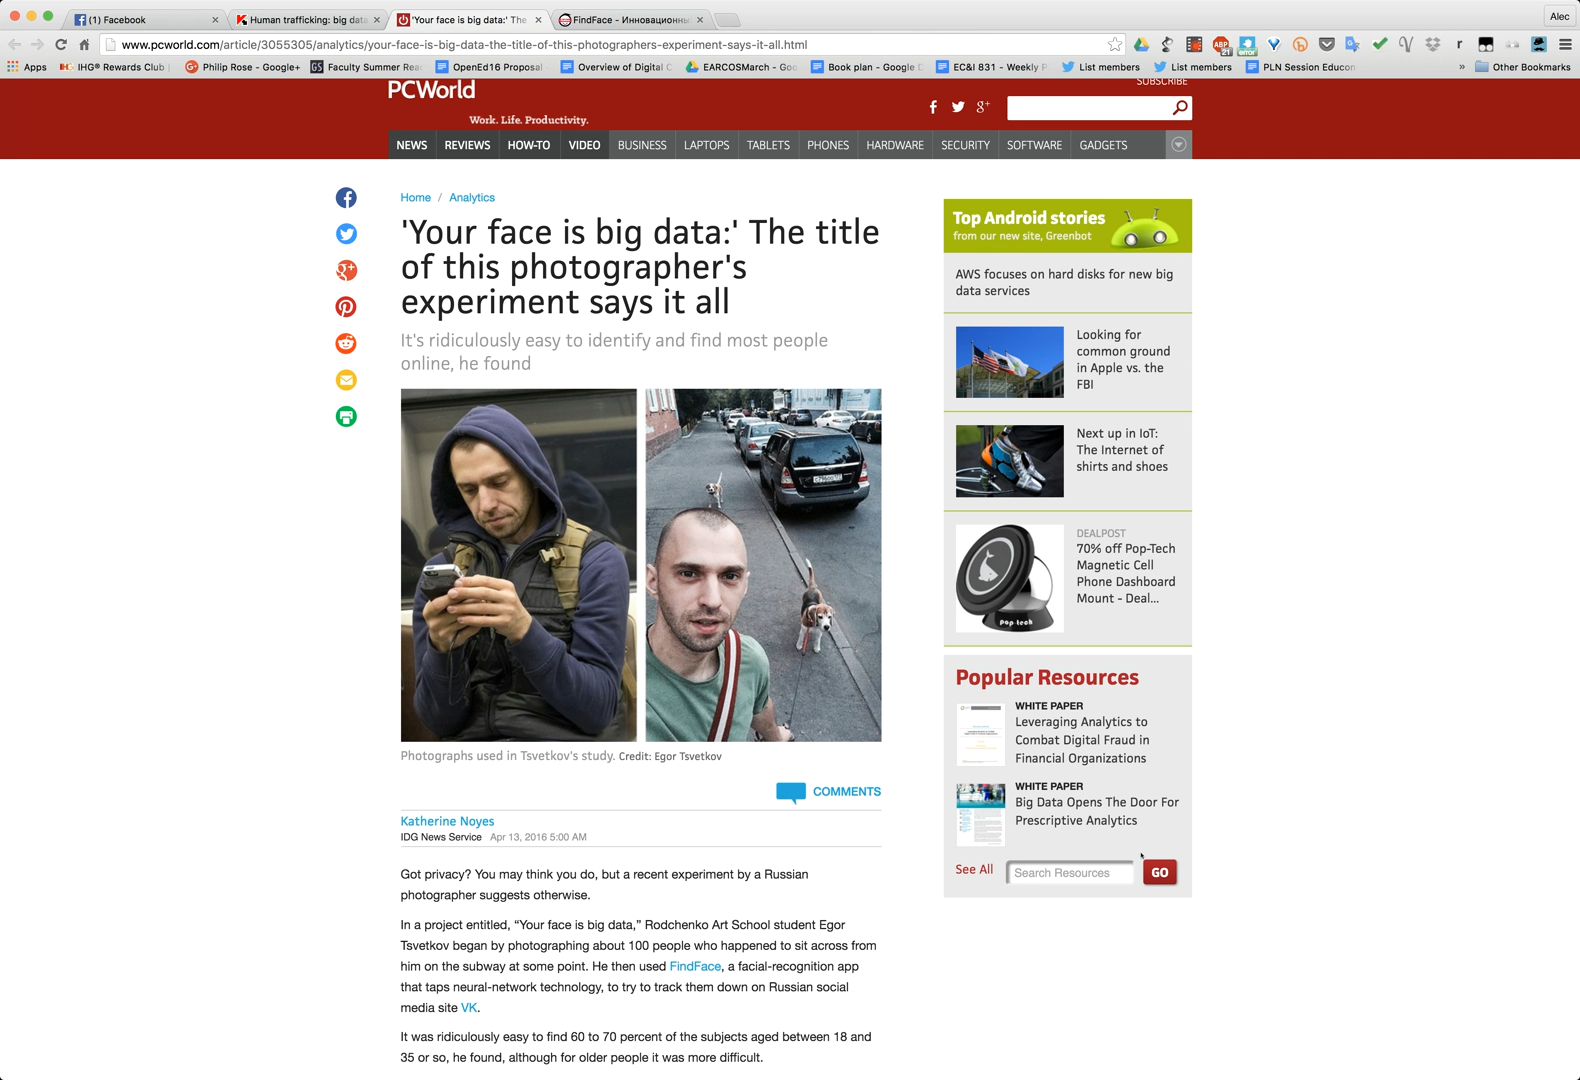 (1) Facebook
Human trafficking: big data
'Your face is big data:' The
FindFace - Инновационны
Alec
www.pcworld.com/article/3055305/analytics/your-face-is-big-data-the-title-of-this-photographers-experiment-says-it-all.html
Apps
IHG® Rewards Club
Philip Rose - Google+
Faculty Summer Rea
OpenEd16 Proposal
Overview of Digital C
EARCOSMarch - Goo
Book plan - Google D
EC&I 831 - Weekly P
List members
List members
PLN Session Educon
»
Other Bookmarks
PCWorld
Work. Life. Productivity.
SUBSCRIBE
NEWS
REVIEWS
HOW-TO
VIDEO
BUSINESS
LAPTOPS
TABLETS
PHONES
HARDWARE
SECURITY
SOFTWARE
GADGETS
Home / Analytics
'Your face is big data:' The title
of this photographer's
experiment says it all
It's ridiculously easy to identify and find most people
online, he found
Photographs used in Tsvetkov's study. Credit: Egor Tsvetkov
COMMENTS
Katherine Noyes
IDG News Service Apr 13, 2016 5:00 AM
Got privacy? You may think you do, but a recent experiment by a Russian
photographer suggests otherwise.
In a project entitled, “Your face is big data,” Rodchenko Art School student Egor
Tsvetkov began by photographing about 100 people who happened to sit across from
him on the subway at some point. He then used FindFace, a facial-recognition app
that taps neural-network technology, to try to track them down on Russian social
media site VK.
It was ridiculously easy to find 60 to 70 percent of the subjects aged between 18 and
35 or so, he found, although for older people it was more difficult.
Top Android stories
from our new site, Greenbot
AWS focuses on hard disks for new big
data services
Looking for
common ground
in Apple vs. the
FBI
Next up in IoT:
The Internet of
shirts and shoes
DEALPOST
70% off Pop-Tech
Magnetic Cell
Phone Dashboard
Mount - Deal...
Pop·tech
Popular Resources
WHITE PAPER
Leveraging Analytics to
Combat Digital Fraud in
Financial Organizations
WHITE PAPER
Big Data Opens The Door For
Prescriptive Analytics
See All
Search Resources
GO